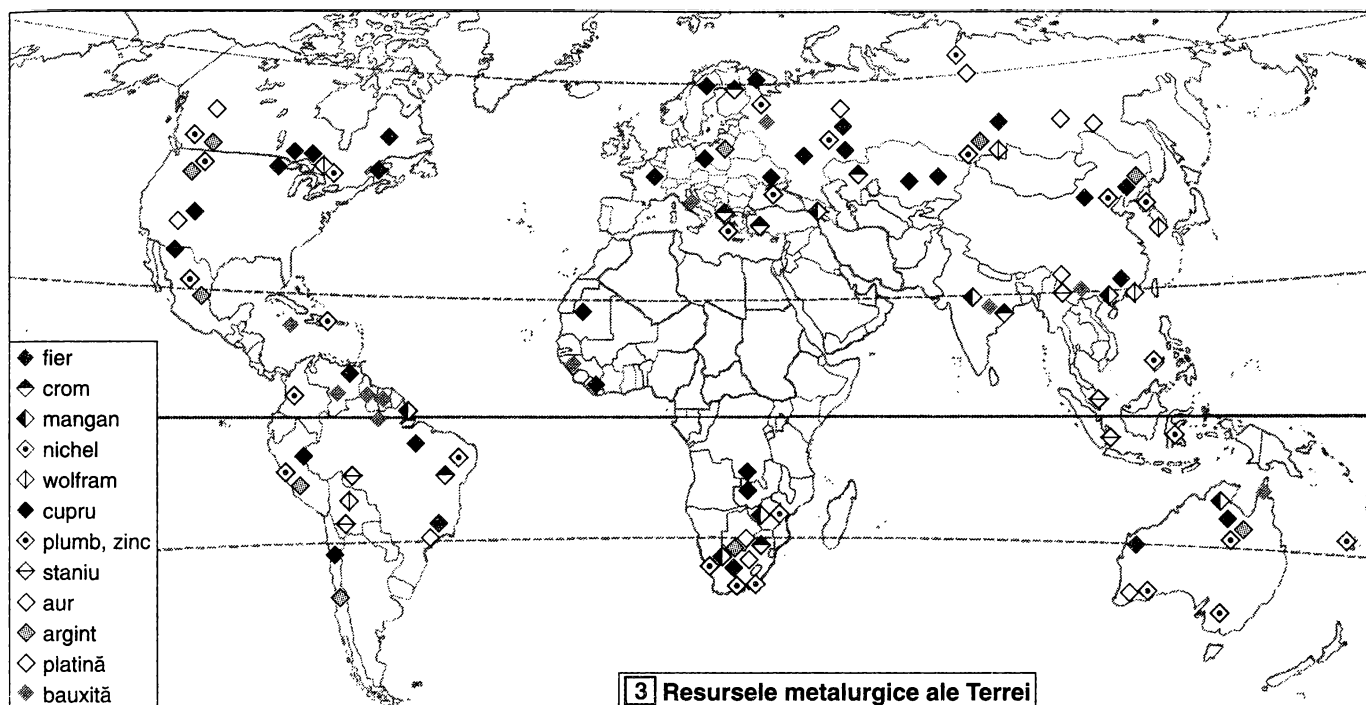 fier
crom
mangan
nichel
wolfram
cupru
plumb, zinc
staniu
aur
argint
platină
bauxită
3 Resursele metalurgice ale Terrei